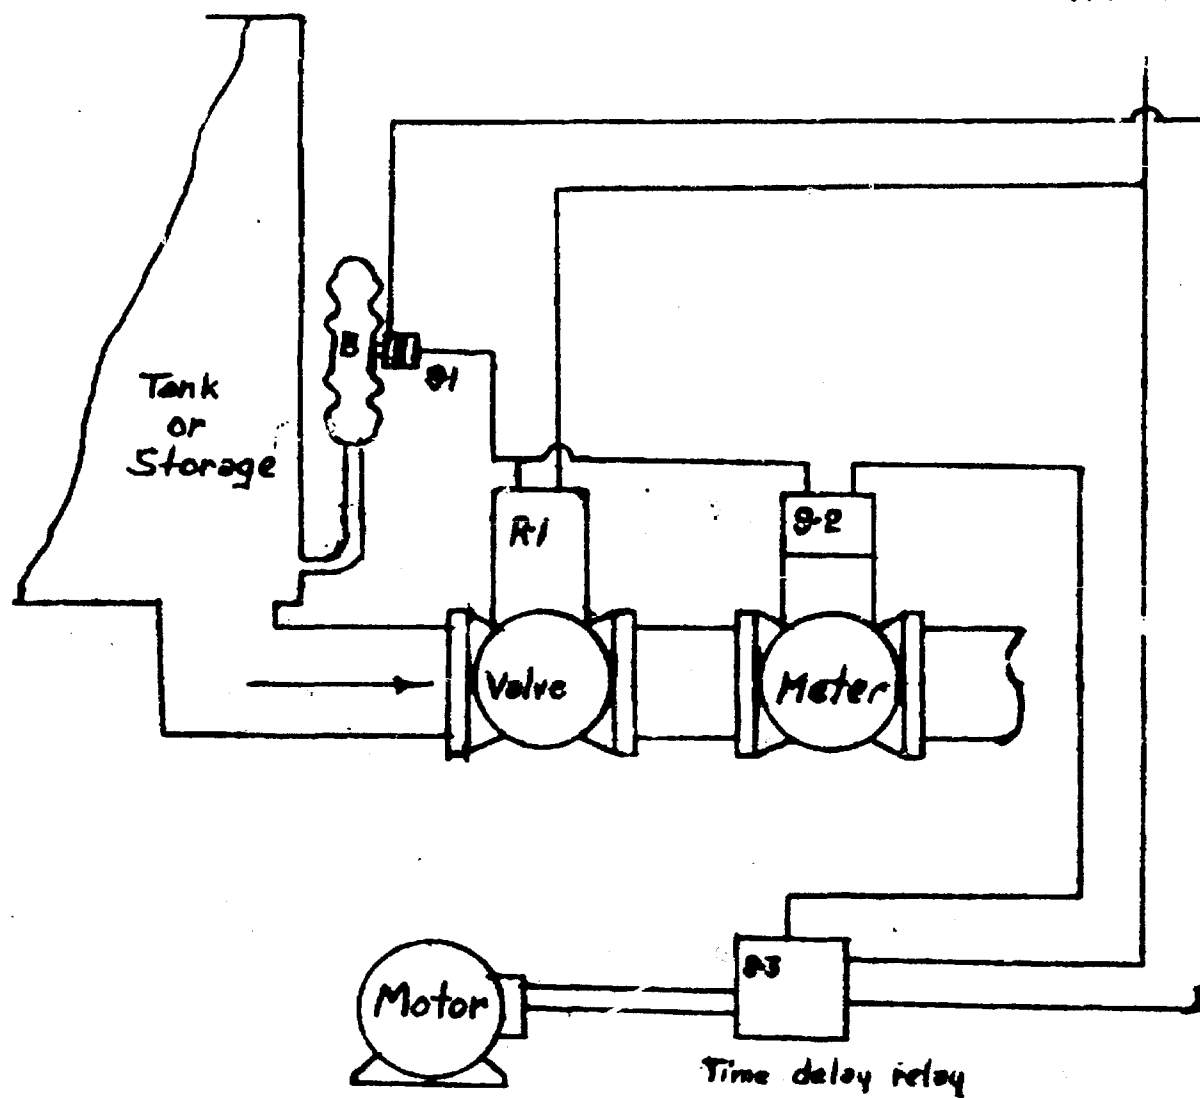 B
S-1
Tank
or
Storage
R-1
S-2
Valve
Meter
S-3
Motor
Time delay relay